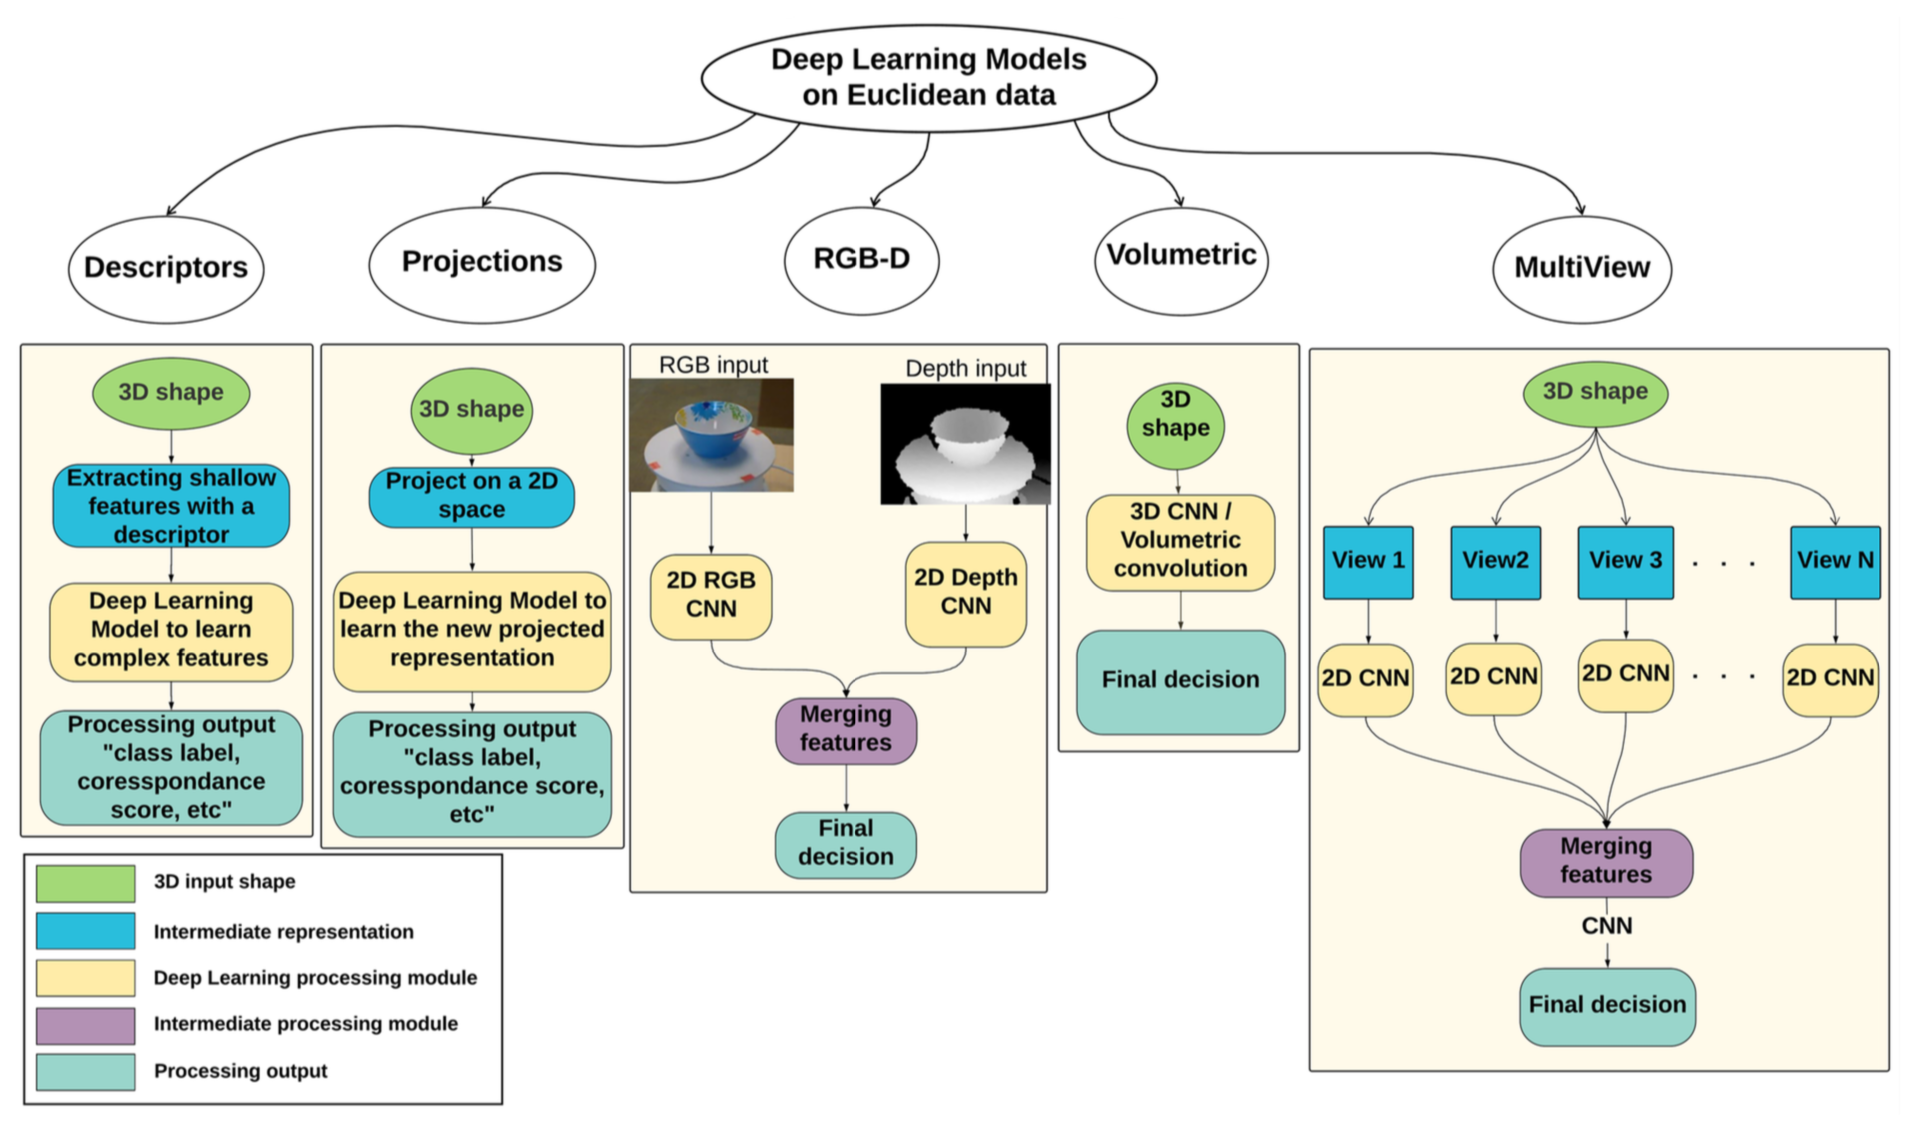 Deep Learning Models
on Euclidean data
Descriptors
Projections
RGB-D
Volumetric
MultiView
3D shape
Extracting shallow
features with a
descriptor
Deep Learning
Model to learn
complex features
Processing output
"class label,
coresspondance
score, etc"
3D shape
Project on a 2D
space
Deep Learning Model to
learn the new projected
representation
Processing output
"class label,
coresspondance score,
etc"
RGB input
Depth input
2D RGB
CNN
2D Depth
CNN
Merging
features
Final
decision
3D
shape
3D CNN /
Volumetric
convolution
Final decision
3D shape
View 1
View2
View 3
. . .
View N
2D CNN
2D CNN
2D CNN
. . .
2D CNN
Merging
features
CNN
Final decision
3D input shape
Intermediate representation
Deep Learning processing module
Intermediate processing module
Processing output